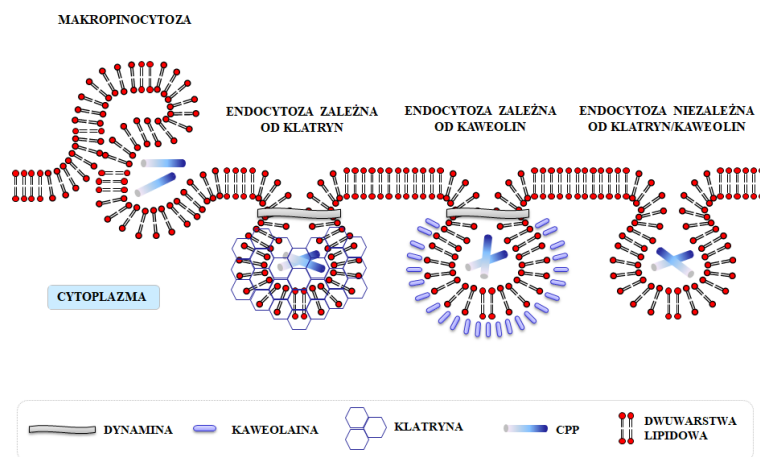 MAKROPINOCYTOZA
ENDOCYTOZA ZALEŻNA
OD KLATRYN
ENDOCYTOZA ZALEŻNA
OD KAWEOLIN
ENDOCYTOZA NIEZALEŻNA
OD KLATRYN/KAWEOLIN
CYTOPLAZMA
DYNAMINA
KAWEOLAINA
KLATRYNA
CPP
DWUWARSTWA
LIPIDOWA